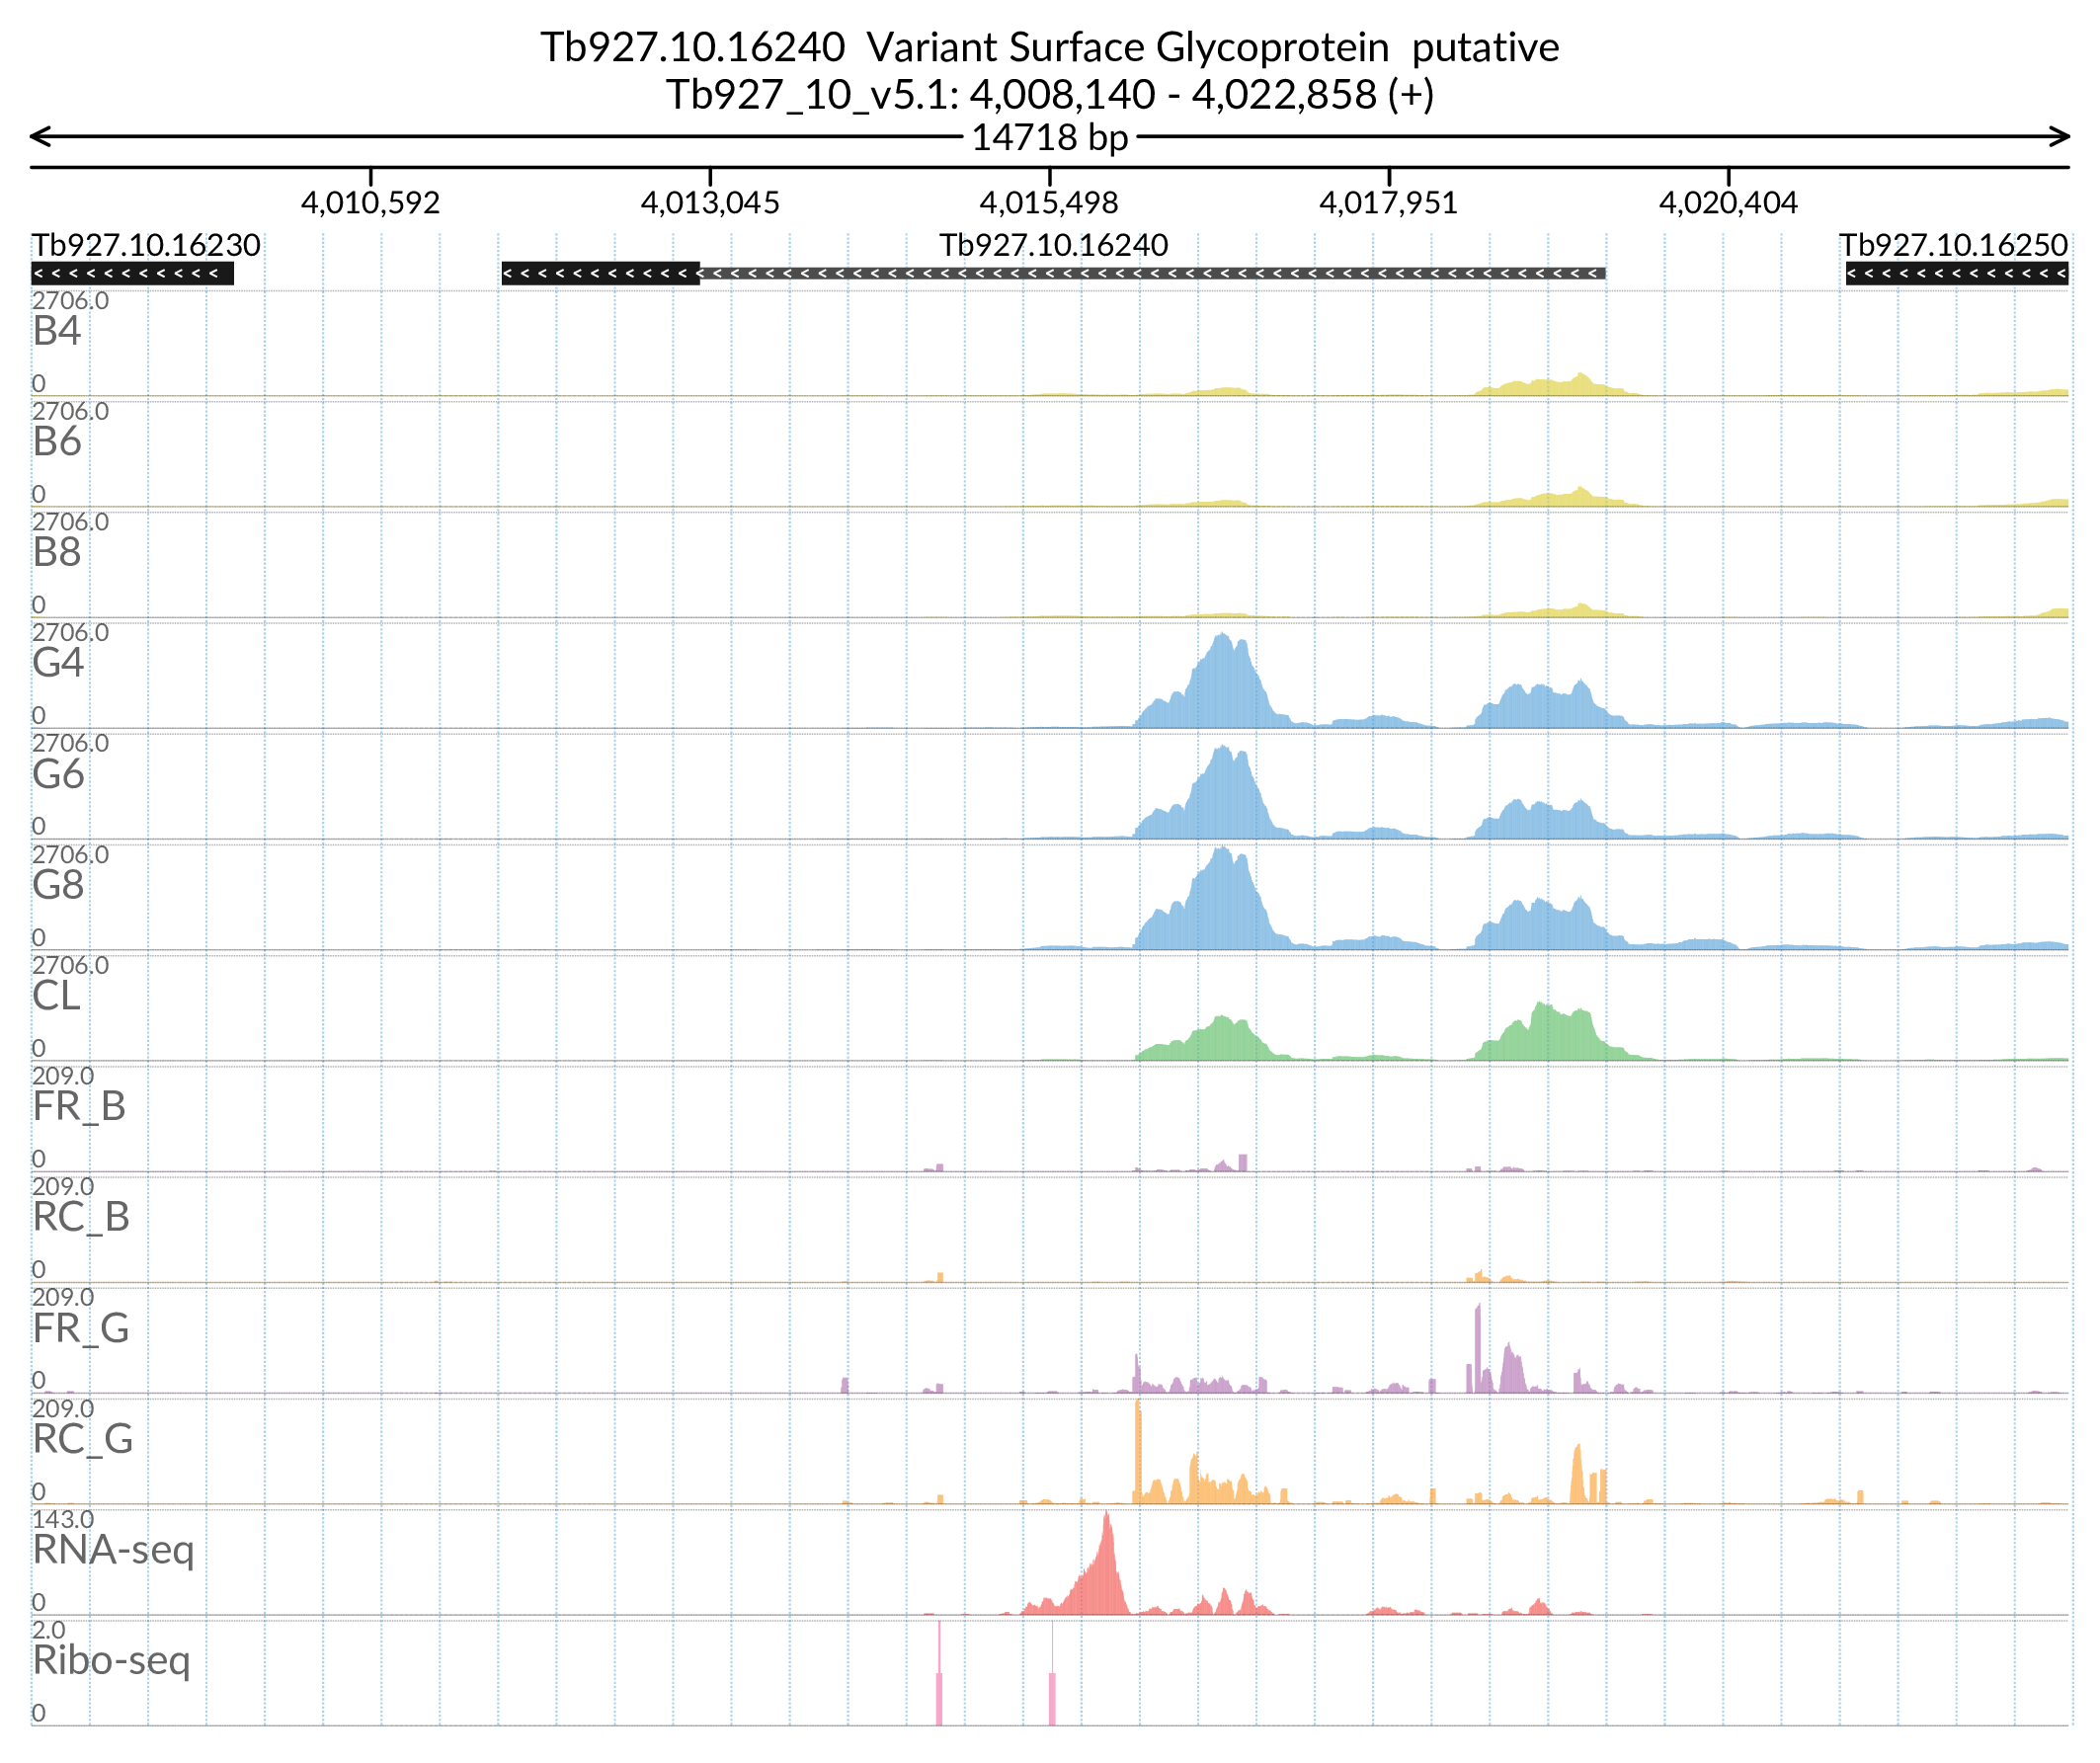 Tb927.10.16240 Variant Surface Glycoprotein putative
Tb927_10_v5.1: 4,008,140 - 4,022,858 (+)
14718 bp
4,010,592 4,013,045 4,015,498 4,017,951 4,020,404
Tb927.10.16230 Tb927.10.16240 Tb927.10.16250
2706.0
B4
0
2706.0
B6
0
2706.0
B8
0
2706.0
G4
0
2706.0
G6
0
2706.0
G8
0
2706.0
CL
0
209.0
FR_B
0
209.0
RC_B
0
209.0
FR_G
0
209.0
RC_G
0
143.0
RNA-seq
0
2.0
Ribo-seq
0